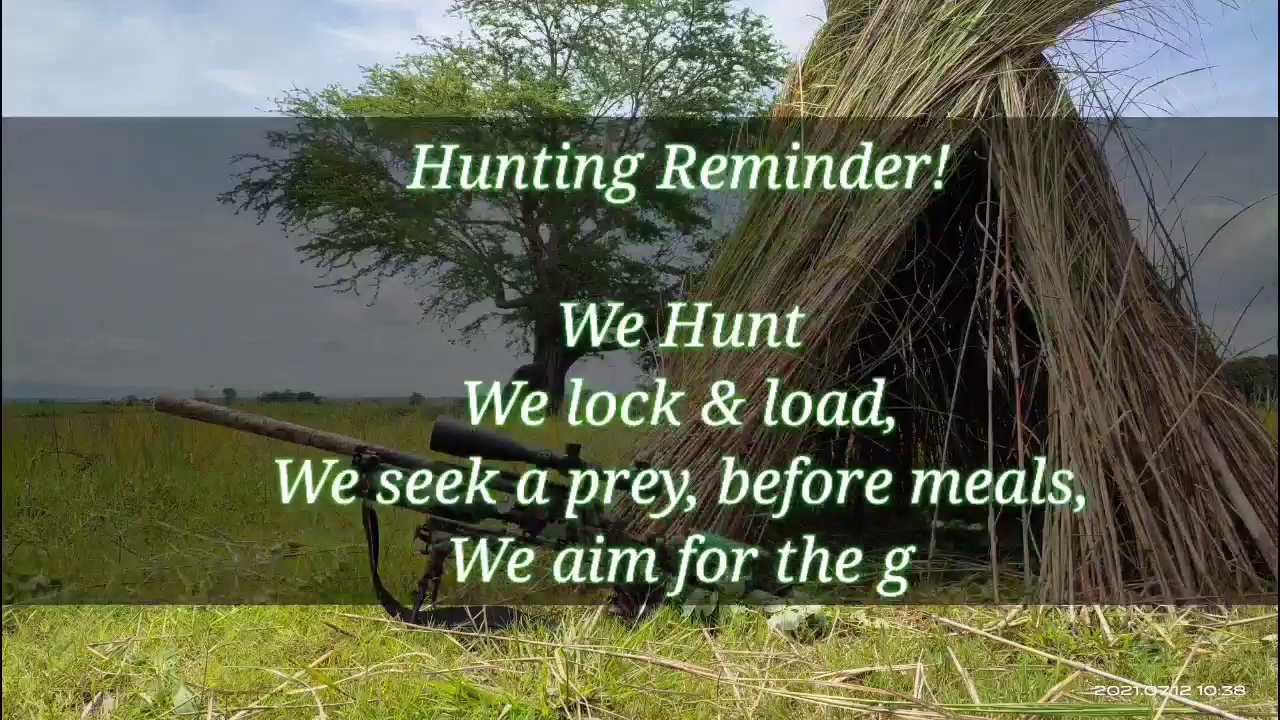 Hunting Reminder!
We Hunt
We lock & load,
We seek a prey, before meals,
We aim for the g
2021.07.12 10:38